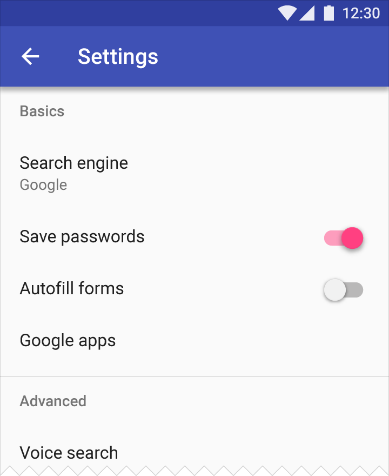 12:30
Settings
Basics
Search engine
Google
Save passwords
Autofill forms
Google apps
Advanced
Voice search